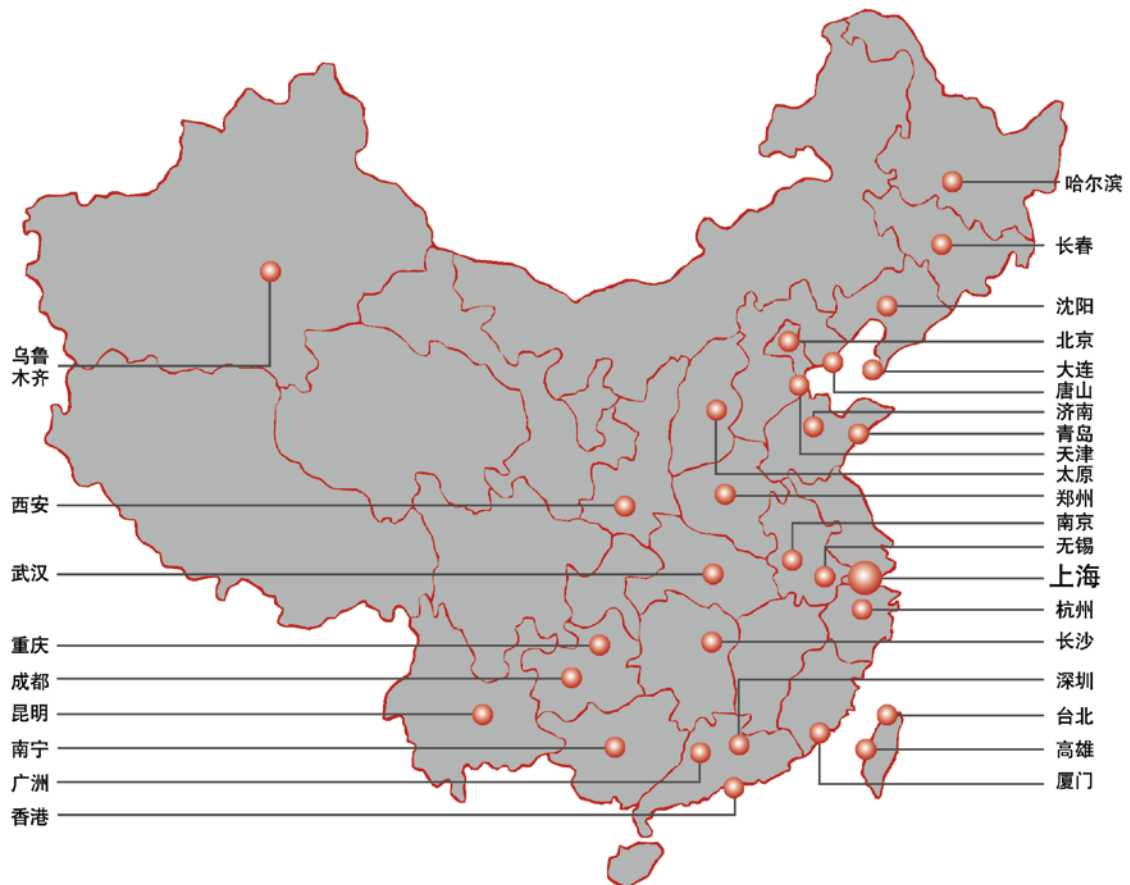 哈尔滨
长春
沈阳
北京
大连
唐山
济南
青岛
天津
太原
郑州
南京
无锡
上海
杭州
长沙
深圳
台北
高雄
厦门
乌鲁
木齐
西安
武汉
重庆
成都
昆明
南宁
广洲
香港